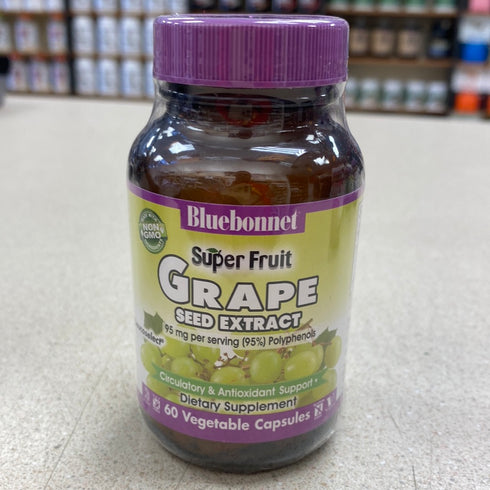 Bluebonnet
NON
GMO
Super Fruit
GRAPE
SEED EXTRACT
95 mg per serving (95%) Polyphenols
Circulatory & Antioxidant Support •
Dietary Supplement
60 Vegetable Capsules